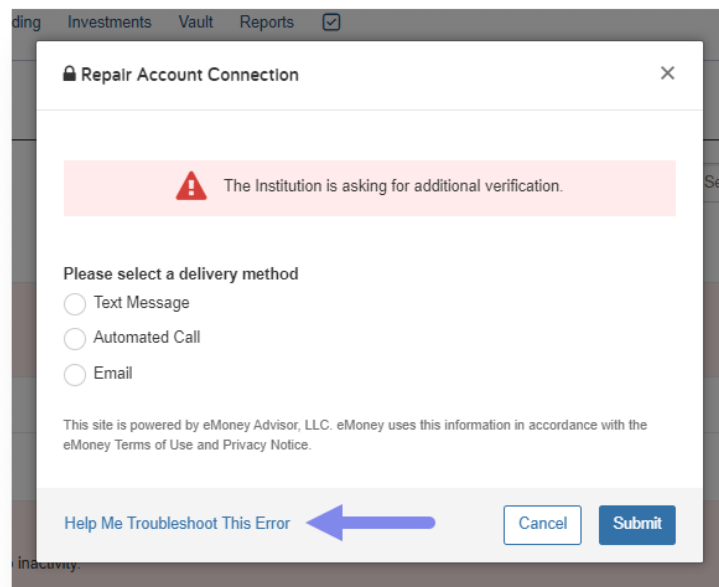 ding Investments Vault Reports
Repair Account Connection
Se
The Institution is asking for additional verification.
Please select a delivery method
Text Message
Automated Call
Email
This site is powered by eMoney Advisor, LLC. eMoney uses this information in accordance with the
eMoney Terms of Use and Privacy Notice.
Help Me Troubleshoot This Error Cancel Submit
inactivity.